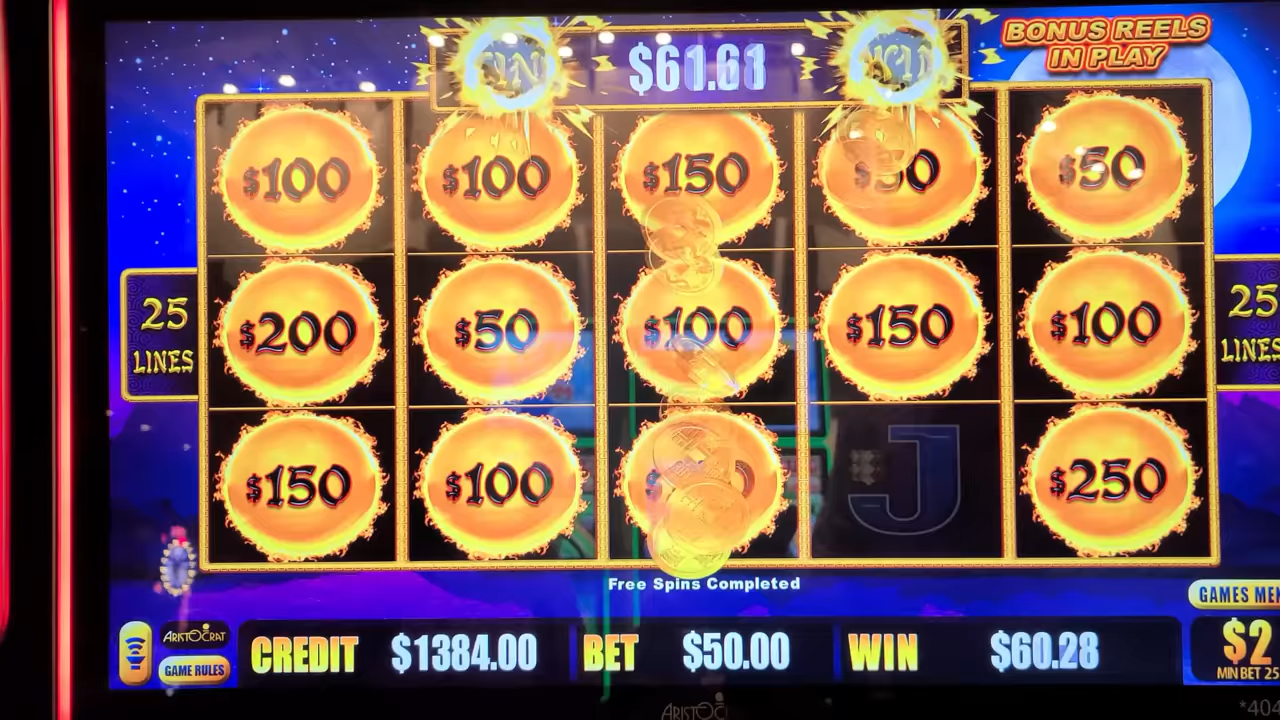 $61.61
BONUS REELS
IN PLAY
$100 $100 $150 $50
$200 $50 $100 $150 $100
$150 $100 J $250
25
LINES
25
LINES
Free Spins Completed
ARISTOCRAT
GAME RULES
CREDIT $1384.00 BET $50.00 WIN $60.28
GAMES
$2
MIN BET 25
ARISTOC
*404